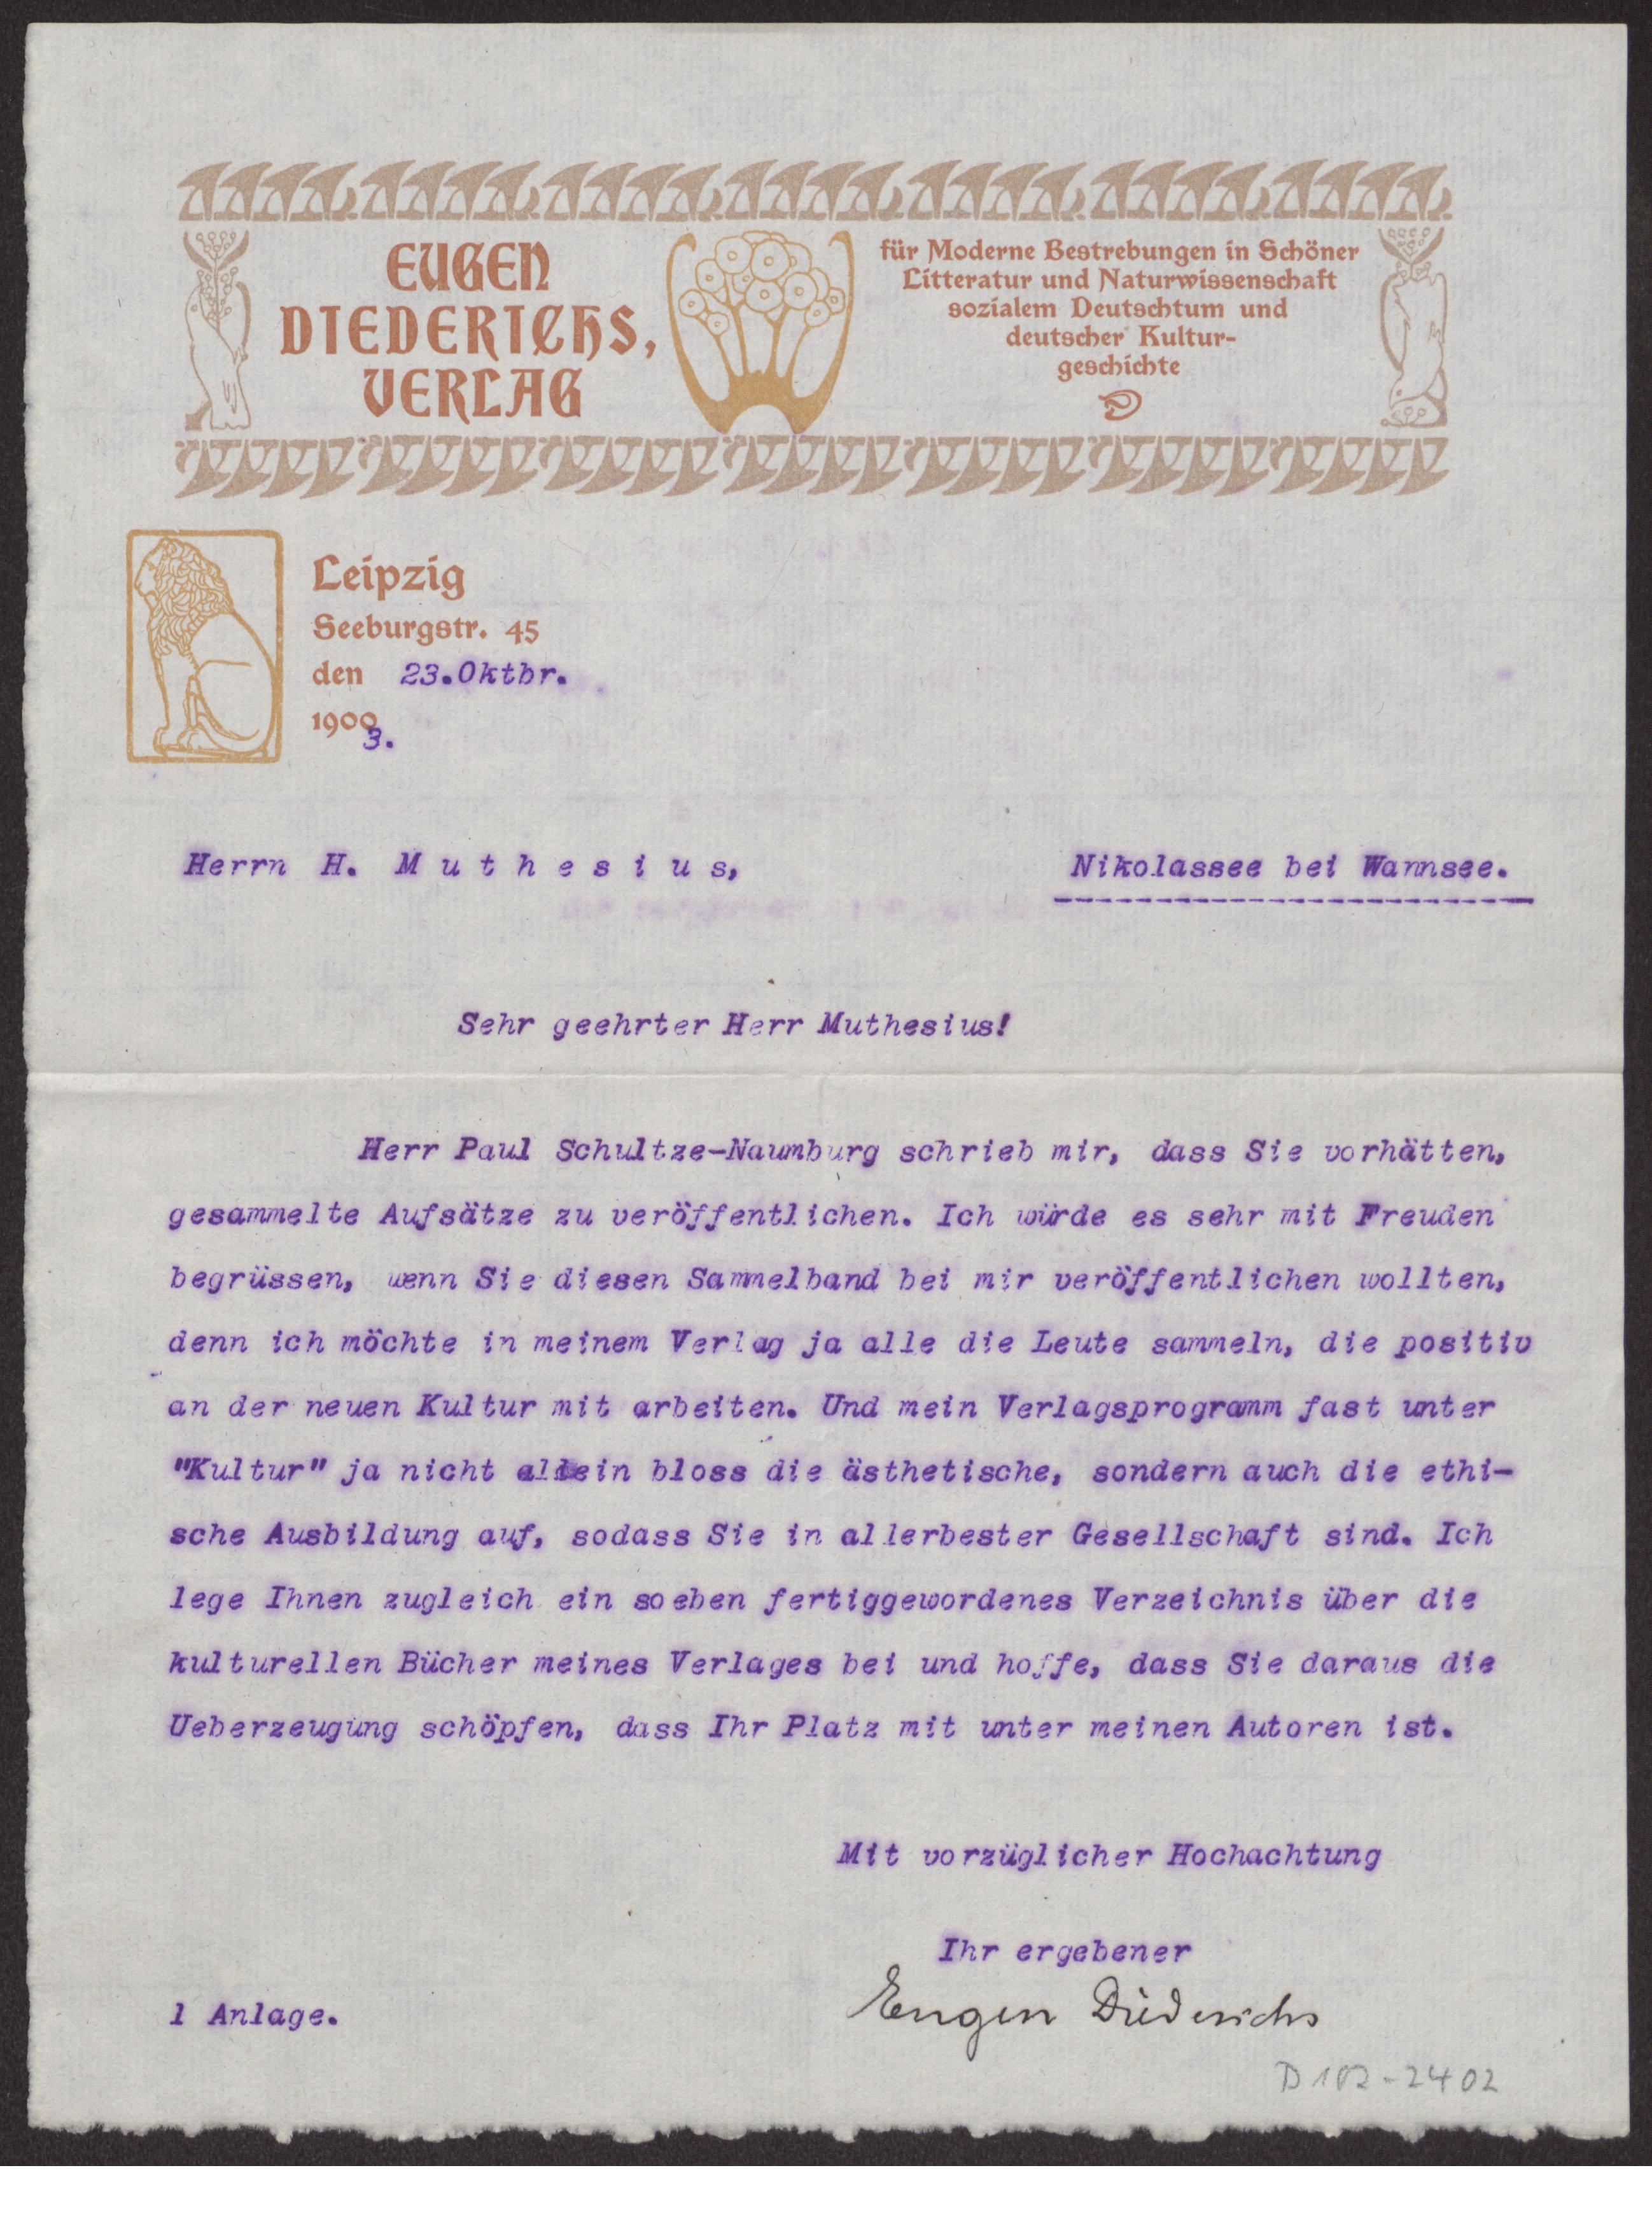 EUGEN
DIEDERICHS,
VERLAG
für Moderne Bestrebungen in Schöner
Litteratur und Naturwissenschaft
sozialem Deutschtum und
deutscher Kultur-
geschichte
Leipzig
Seeburgstr. 45
den 23.Oktbr.
1900
3.
Herrn H. Muthesius, Nikolassee bei Wannsee.
Sehr geehrter Herr Muthesius!
Herr Paul Schultze-Naumburg schrieb mir, dass Sie vorhätten,
gesammelte Aufsätze zu veröffentlichen. Ich würde es sehr mit Freuden
begrüssen, wenn Sie diesen Sammelband bei mir veröffentlichen wollten,
denn ich möchte in meinem Verlag ja alle die Leute sammeln, die positiv
an der neuen Kultur mit arbeiten. Und mein Verlagsprogramm fast unter
"Kultur" ja nicht allein bloss die ästhetische, sondern auch die ethi-
sche Ausbildung auf, sodass Sie in allerbester Gesellschaft sind. Ich
lege Ihnen zugleich ein soeben fertiggewordenes Verzeichnis über die
kulturellen Bücher meines Verlages bei und hoffe, dass Sie daraus die
Ueberzeugung schöpfen, dass Ihr Platz mit unter meinen Autoren ist.
Mit vorzüglicher Hochachtung
Ihr ergebener
Eugen Diederichs
1 Anlage.
D 102-2402